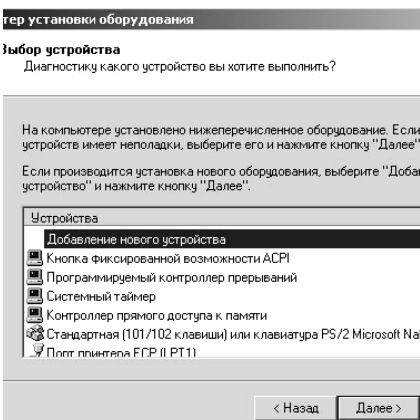 тер установки оборудования
Выбор устройства
Диагностику какого устройство вы хотите выполнить?
На компьютере установлено нижеперечисленное оборудование. Если
устройств имеет неполадки, выберите его и нажмите кнопку "Далее"
Если производится установка нового оборудования, выберите "Доба
устройство" и нажмите кнопку "Далее".
Устройства
Добавление нового устройства
Кнопка фиксированной возможности ACPI
Программируемый контроллер прерываний
Системный таймер
Контроллер прямого доступа к памяти
Стандартная (101/102 клавиши) или клавиатура PS/2 Microsoft Na
Порт принтера ECP (LPT1)
< Назад
Далее >